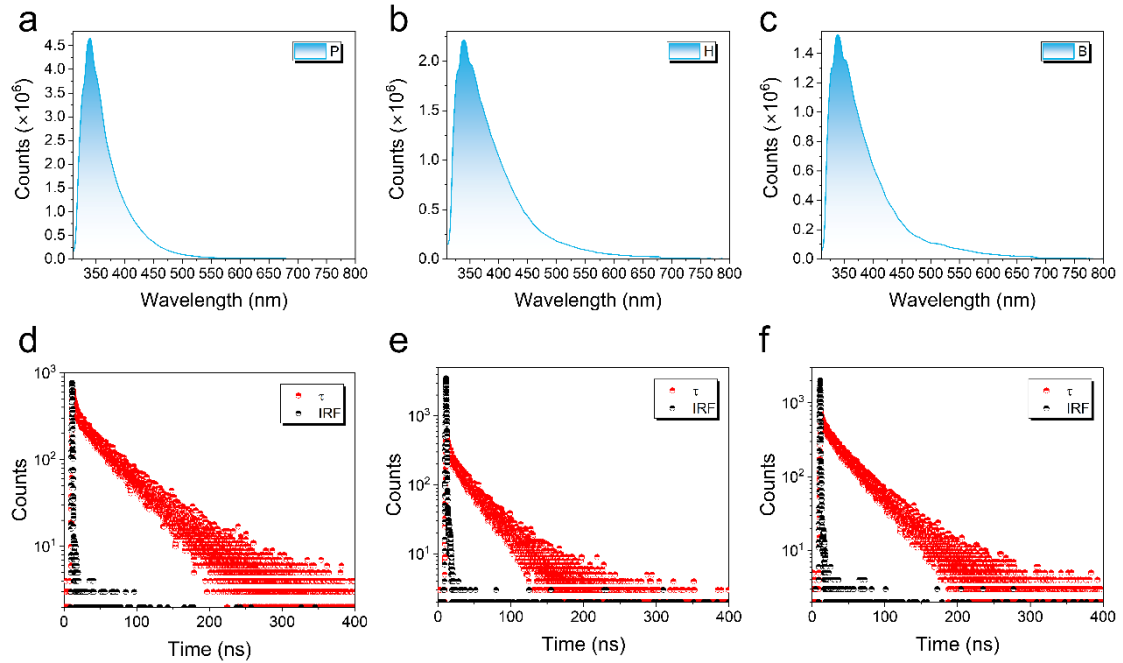 a
P
Counts (×10⁶)
4.5
4.0
3.5
3.0
2.5
2.0
1.5
1.0
0.5
0.0
350 400 450 500 550 600 650 700 750 800
Wavelength (nm)
b
H
Counts (×10⁶)
2.0
1.5
1.0
0.5
0.0
350 400 450 500 550 600 650 700 750 800
Wavelength (nm)
c
B
Counts (×10⁶)
1.4
1.2
1.0
0.8
0.6
0.4
0.2
0.0
350 400 450 500 550 600 650 700 750 800
Wavelength (nm)
d
τ
IRF
Counts
10³
10²
10¹
0 100 200 300 400
Time (ns)
e
τ
IRF
Counts
10³
10²
10¹
0 100 200 300 400
Time (ns)
f
τ
IRF
Counts
10³
10²
10¹
0 100 200 300 400
Time (ns)